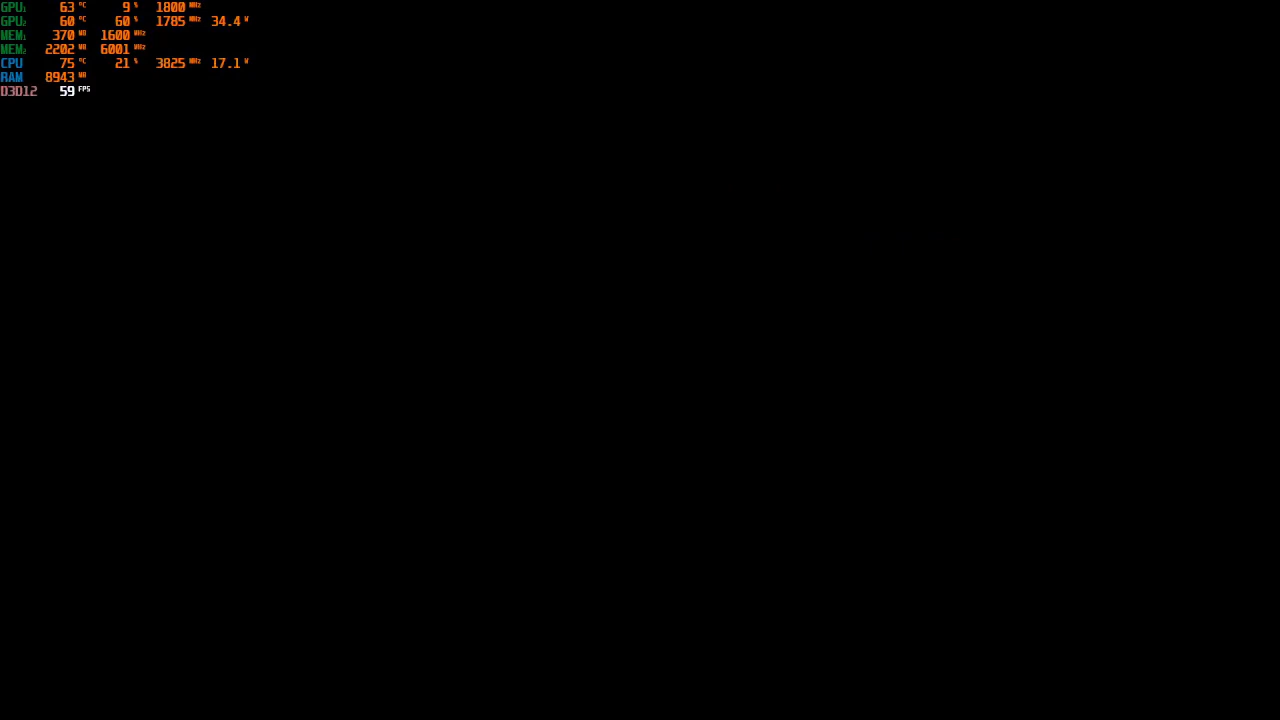 GPU1 63 °C 9 % 1800 MHz
GPU2 60 °C 60 % 1785 MHz 34.4 W
MEM1 370 MB 1600 MHz
MEM2 2202 MB 6001 MHz
CPU 75 °C 21 % 3825 MHz 17.1 W
RAM 8943 MB
D3D12 59 FPS